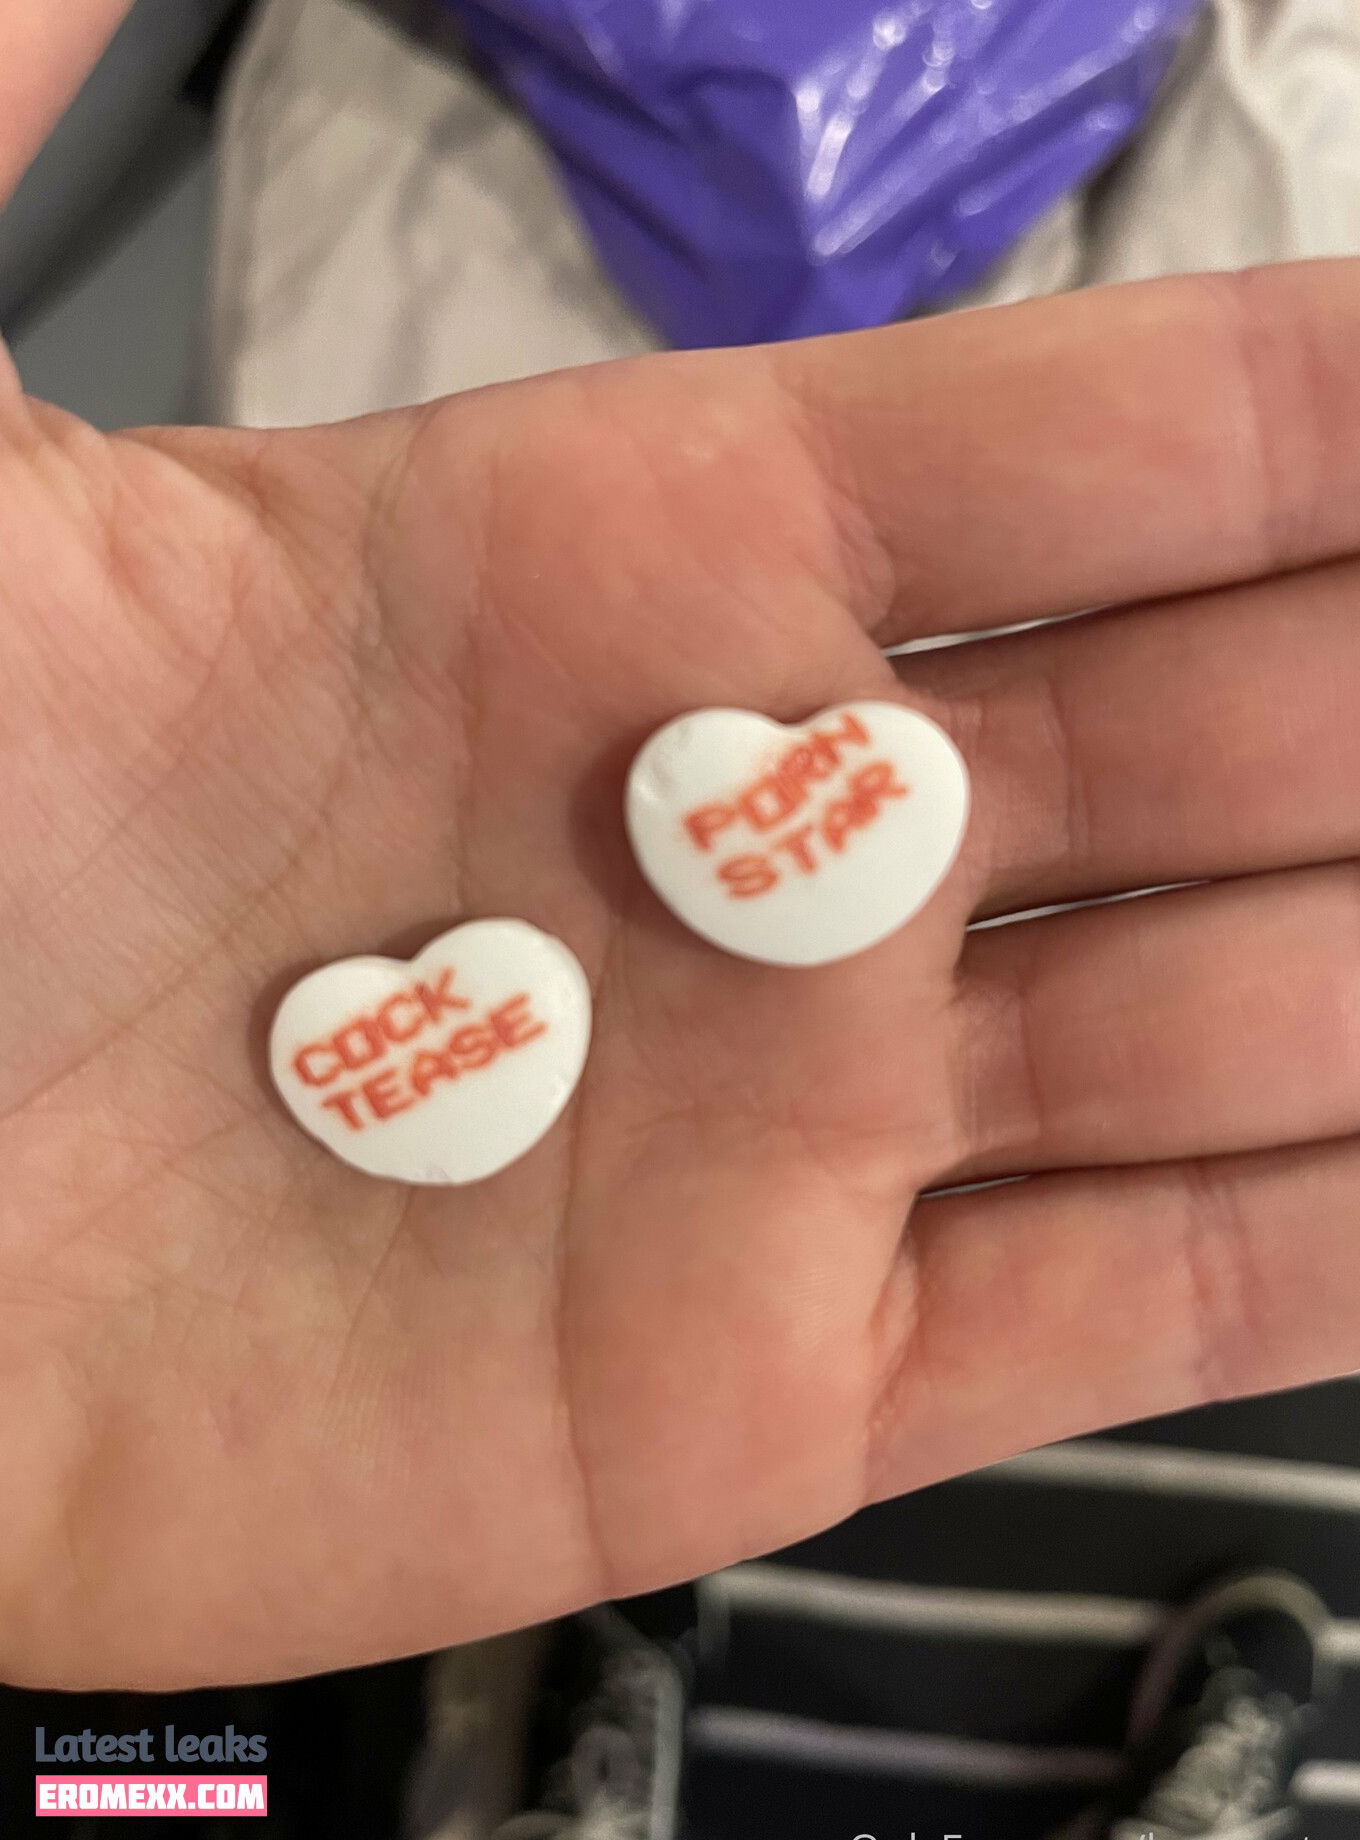 PORN
STAR
COCK
TEASE
Latest leaks
EROMEXX.COM